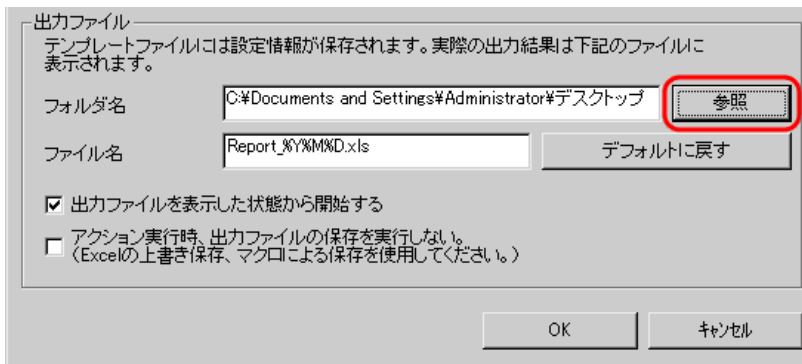 出力ファイル
テンプレートファイルには設定情報が保存されます。実際の出力結果は下記のファイルに
表示されます。
フォルダ名 C:¥Documents and Settings¥Administrator¥デスクトップ 参照
ファイル名 Report_%Y%M%D.xls デフォルトに戻す
出力ファイルを表示した状態から開始する
アクション実行時、出力ファイルの保存を実行しない。
(Excelの上書き保存、マクロによる保存を使用してください。)
OK キャンセル